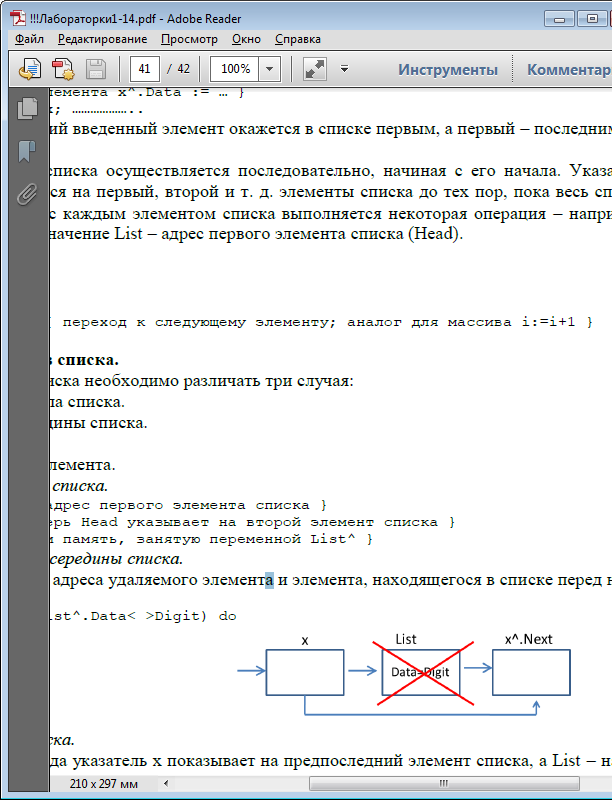 !!!Лабораторки1-14.pdf - Adobe Reader
Файл Редактирование Просмотр Окно Справка
41 / 42 100% Инструменты Комментар
лемента x^.Data := … }
; ………………..
ий введенный элемент окажется в списке первым, а первый – последним
списка осуществляется последовательно, начиная с его начала. Указа
ся на первый, второй и т. д. элементы списка до тех пор, пока весь сп
с каждым элементом списка выполняется некоторая операция – напри
начение List – адрес первого элемента списка (Head).
{ переход к следующему элементу; аналог для массива i:=i+1 }
в списка.
иска необходимо различать три случая:
ла списка.
дины списка.
лемента.
списка.
адрес первого элемента списка }
ерь Head указывает на второй элемент списка }
м память, занятую переменной List^ }
середины списка.
адреса удаляемого элемента и элемента, находящегося в списке перед н
ist^.Data< >Digit) do
x List x^.Next
Data=Digit
ска.
да указатель x показывает на предпоследний элемент списка, а List – на
210 x 297 мм